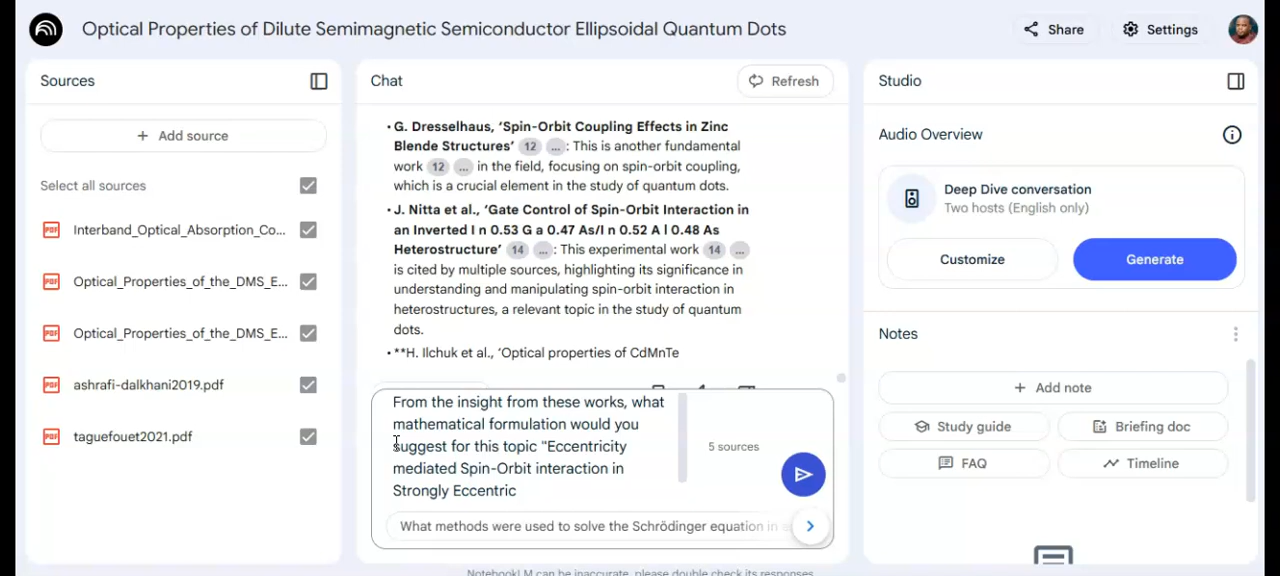 Optical Properties of Dilute Semimagnetic Semiconductor Ellipsoidal Quantum Dots
Share
Settings
Sources
Add source
Select all sources
Interband_Optical_Absorption_Co...
Optical_Properties_of_the_DMS_E...
Optical_Properties_of_the_DMS_E...
ashrafi-dalkhani2019.pdf
taguefouet2021.pdf
Chat
Refresh
• G. Dresselhaus, ‘Spin-Orbit Coupling Effects in Zinc
Blende Structures’ 12 ... : This is another fundamental
work 12 ... in the field, focusing on spin-orbit coupling,
which is a crucial element in the study of quantum dots.
• J. Nitta et al., ‘Gate Control of Spin-Orbit Interaction in
an Inverted I n 0.53 G a 0.47 As/I n 0.52 A l 0.48 As
Heterostructure’ 14 ... : This experimental work 14 ...
is cited by multiple sources, highlighting its significance in
understanding and manipulating spin-orbit interaction in
heterostructures, a relevant topic in the study of quantum
dots.
• **H. Ilchuk et al., ‘Optical properties of CdMnTe
From the insight from these works, what
mathematical formulation would you
suggest for this topic "Eccentricity
mediated Spin-Orbit interaction in
Strongly Eccentric
5 sources
What methods were used to solve the Schrödinger equation in
NotebookLM can be inaccurate, please double check its responses.
Studio
Audio Overview
Deep Dive conversation
Two hosts (English only)
Customize
Generate
Notes
Add note
Study guide
Briefing doc
FAQ
Timeline